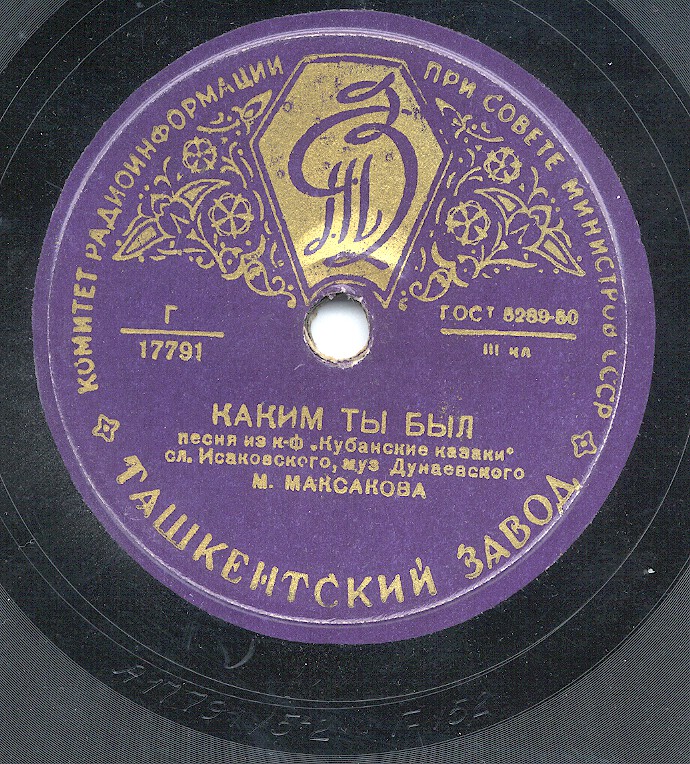 КОМИТЕТ РАДИОИНФОРМАЦИИ ПРИ СОВЕТЕ МИНИСТРОВ СССР
Г
17791
ГОСТ 5289-50
III кл
КАКИМ ТЫ БЫЛ
песня из к-ф „Кубанские казаки"
сл. Исаковского, муз Дунаевского
М. МАКСАКОВА
ТАШКЕНТСКИЙ ЗАВОД